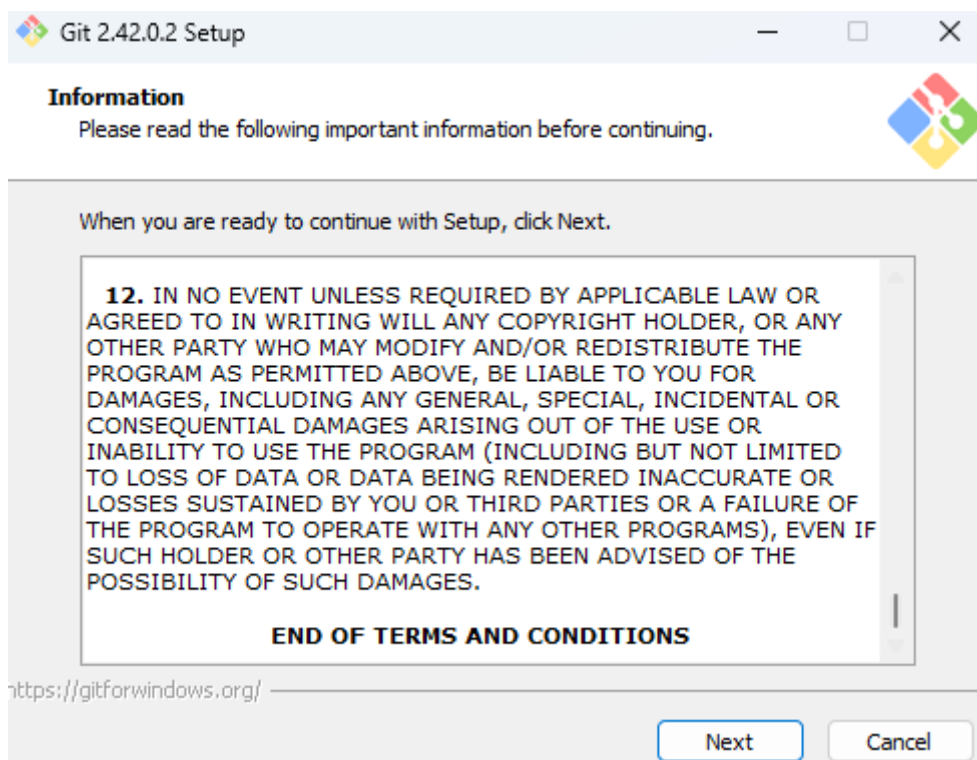 Git 2.42.0.2 Setup
Information
Please read the following important information before continuing.
When you are ready to continue with Setup, click Next.
12. IN NO EVENT UNLESS REQUIRED BY APPLICABLE LAW OR
AGREED TO IN WRITING WILL ANY COPYRIGHT HOLDER, OR ANY
OTHER PARTY WHO MAY MODIFY AND/OR REDISTRIBUTE THE
PROGRAM AS PERMITTED ABOVE, BE LIABLE TO YOU FOR
DAMAGES, INCLUDING ANY GENERAL, SPECIAL, INCIDENTAL OR
CONSEQUENTIAL DAMAGES ARISING OUT OF THE USE OR
INABILITY TO USE THE PROGRAM (INCLUDING BUT NOT LIMITED
TO LOSS OF DATA OR DATA BEING RENDERED INACCURATE OR
LOSSES SUSTAINED BY YOU OR THIRD PARTIES OR A FAILURE OF
THE PROGRAM TO OPERATE WITH ANY OTHER PROGRAMS), EVEN IF
SUCH HOLDER OR OTHER PARTY HAS BEEN ADVISED OF THE
POSSIBILITY OF SUCH DAMAGES.
END OF TERMS AND CONDITIONS
https://gitforwindows.org/
Next Cancel